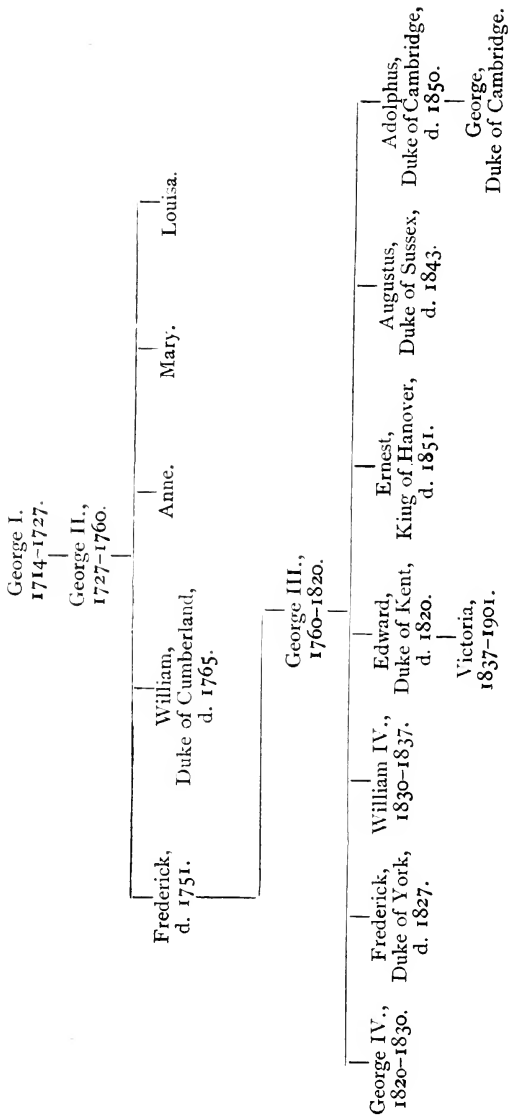 George I.
1714–1727.
George II.,
1727–1760.
Frederick,
d. 1751.
William,
Duke of Cumberland,
d. 1765.
Anne.
Mary.
Louisa.
George III.,
1760–1820.
George IV.,
1820–1830.
Frederick,
Duke of York,
d. 1827.
William IV.,
1830–1837.
Edward,
Duke of Kent,
d. 1820.
Ernest,
King of Hanover,
d. 1851.
Augustus,
Duke of Sussex,
d. 1843.
Adolphus,
Duke of Cambridge,
d. 1850.
Victoria,
1837–1901.
George,
Duke of Cambridge.